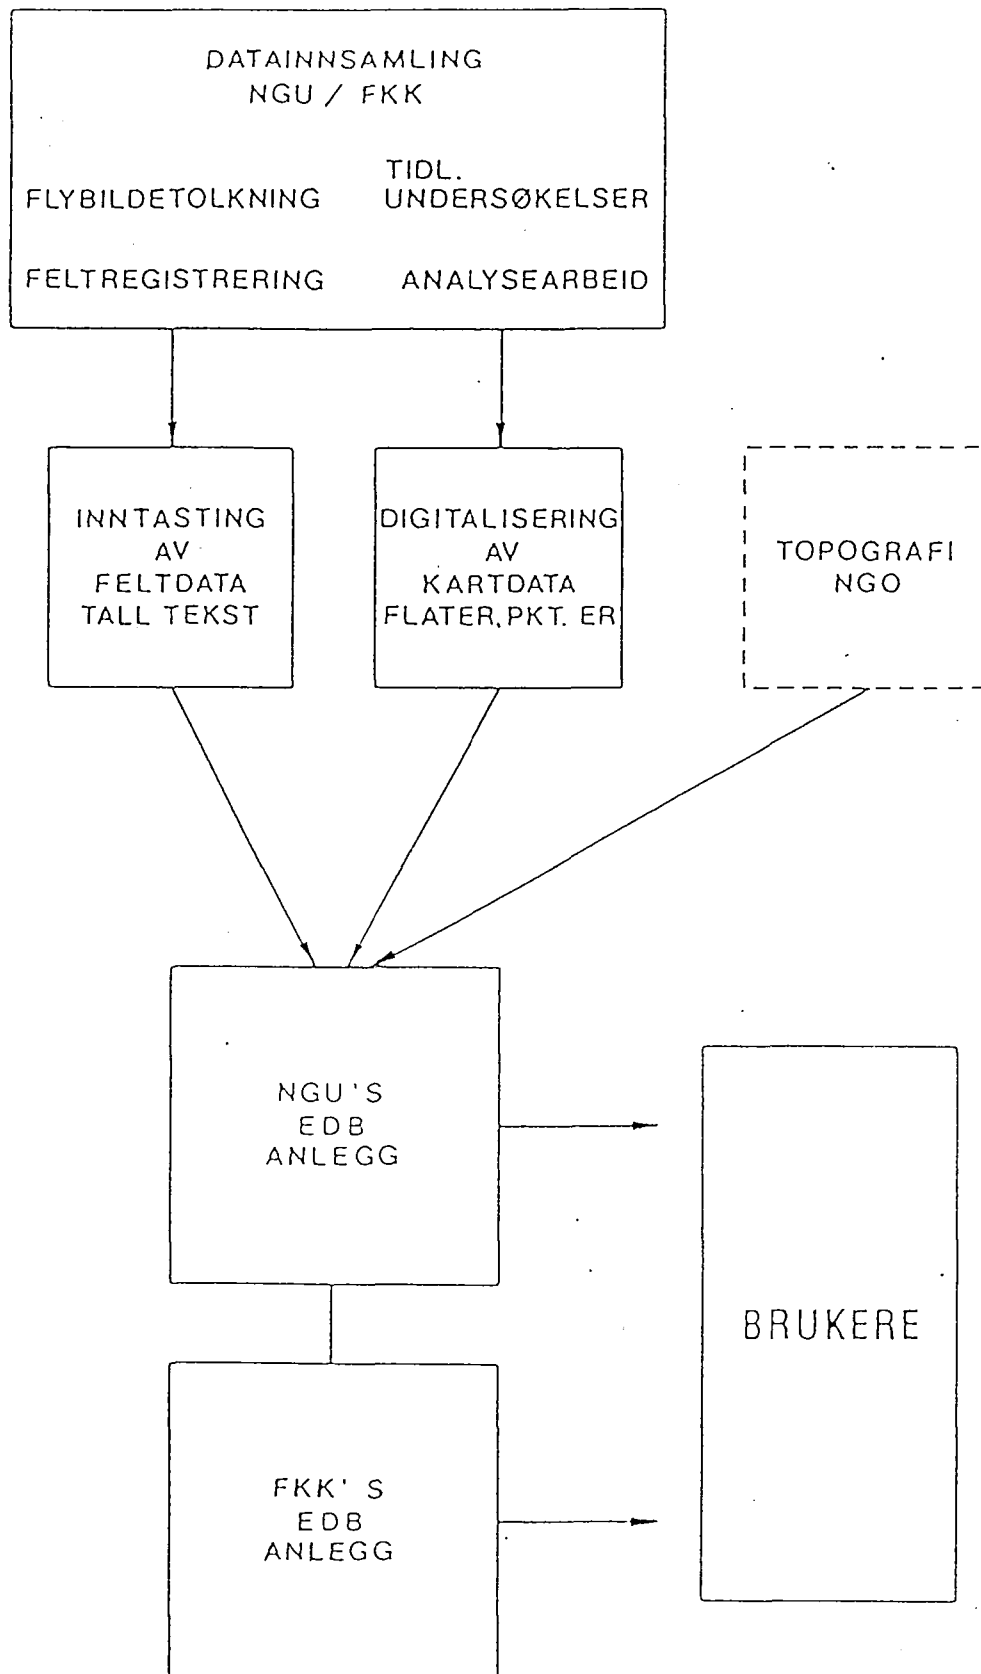 DATAINNSAMLING
NGU / FKK
TIDL.
FLYBILDETOLKNING UNDERSØKELSER
FELTREGISTRERING ANALYSEARBEID
INNTASTING
AV
FELTDATA
TALL TEKST
DIGITALISERING
AV
KARTDATA
FLATER, PKT. ER
TOPOGRAFI
NGO
NGU'S
EDB
ANLEGG
BRUKERE
FKK'S
EDB
ANLEGG